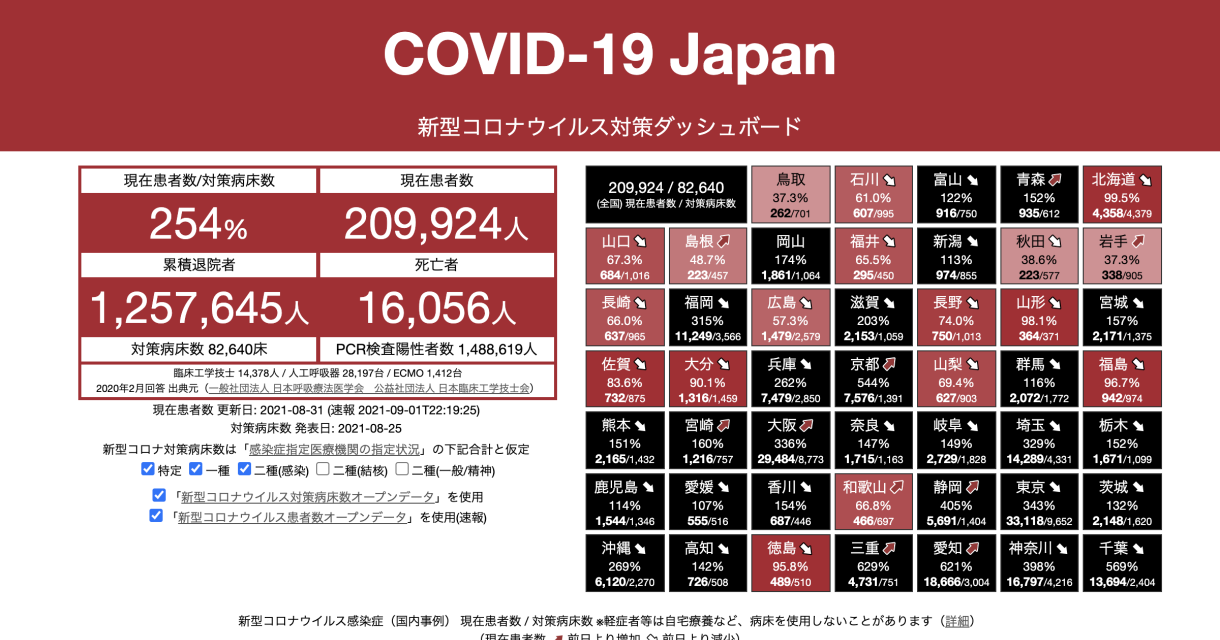 COVID-19 Japan
新型コロナウイルス対策ダッシュボード
現在患者数/対策病床数
現在患者数
254%
209,924人
累積退院者
死亡者
1,257,645人
16,056人
対策病床数 82,640床
PCR検査陽性者数 1,488,619人
臨床工学技士 14,378人 / 人工呼吸器 28,197台 / ECMO 1,412台
2020年2月回答 出典元（一般社団法人 日本呼吸療法医学会　公益社団法人 日本臨床工学技士会）
現在患者数 更新日: 2021-08-31 (速報 2021-09-01T22:19:25)
対策病床数 発表日: 2021-08-25
新型コロナ対策病床数は「感染症指定医療機関の指定状況」の下記合計と仮定
特定 一種 二種(感染) 二種(結核) 二種(一般/精神)
「新型コロナウイルス対策病床数オープンデータ」を使用
「新型コロナウイルス患者数オープンデータ」を使用(速報)
209,924 / 82,640
(全国) 現在患者数 / 対策病床数
鳥取
37.3%
262/701
石川
61.0%
607/995
富山
122%
916/750
青森
152%
935/612
北海道
99.5%
4,358/4,379
山口
67.3%
684/1,016
島根
48.7%
223/457
岡山
174%
1,861/1,064
福井
65.5%
295/450
新潟
113%
974/855
秋田
38.6%
223/577
岩手
37.3%
338/905
長崎
66.0%
637/965
福岡
315%
11,249/3,566
広島
57.3%
1,479/2,579
滋賀
203%
2,153/1,059
長野
74.0%
750/1,013
山形
98.1%
364/371
宮城
157%
2,171/1,375
佐賀
83.6%
732/875
大分
90.1%
1,316/1,459
兵庫
262%
7,479/2,850
京都
544%
7,576/1,391
山梨
69.4%
627/903
群馬
116%
2,072/1,772
福島
96.7%
942/974
熊本
151%
2,165/1,432
宮崎
160%
1,216/757
大阪
336%
29,484/8,773
奈良
147%
1,715/1,163
岐阜
149%
2,729/1,828
埼玉
329%
14,289/4,331
栃木
152%
1,671/1,099
鹿児島
114%
1,544/1,346
愛媛
107%
555/516
香川
154%
687/446
和歌山
66.8%
466/697
静岡
405%
5,691/1,404
東京
343%
33,118/9,652
茨城
132%
2,148/1,620
沖縄
269%
6,120/2,270
高知
142%
726/508
徳島
95.8%
489/510
三重
629%
4,731/751
愛知
621%
18,666/3,004
神奈川
398%
16,797/4,216
千葉
569%
13,694/2,404
新型コロナウイルス感染症（国内事例） 現在患者数 / 対策病床数 ※軽症者等は自宅療養など、病床を使用しないことがあります（詳細）
（現在患者数 前日より増加 前日より減少）